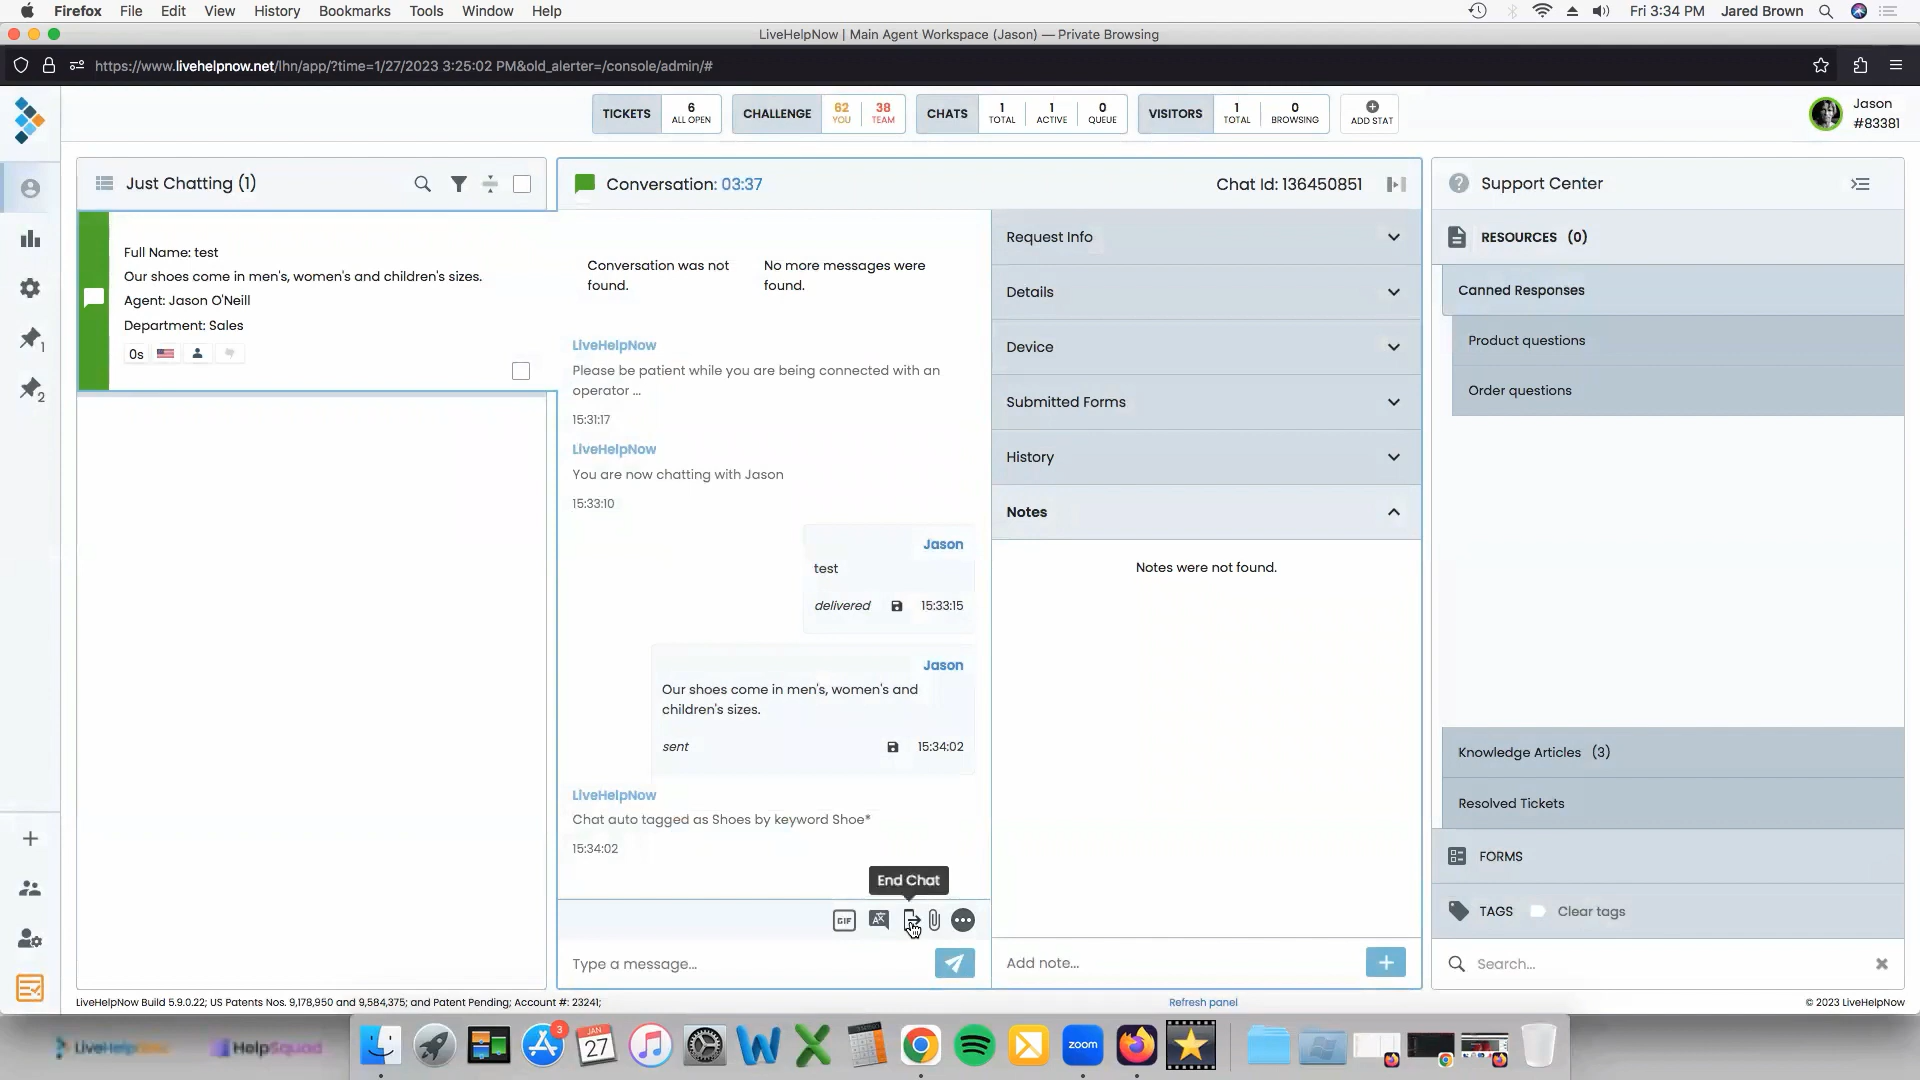 Firefox File Edit View History Bookmarks Tools Window Help
Fri 3:34 PM Jared Brown
LiveHelpNow | Main Agent Workspace (Jason) — Private Browsing
https://www.livehelpnow.net/lhn/app/?time=1/27/2023 3:25:02 PM&old_alerter=/console/admin/#
TICKETS 6 ALL OPEN
CHALLENGE 62 YOU 38 TEAM
CHATS 1 TOTAL 1 ACTIVE 0 QUEUE
VISITORS 1 TOTAL 0 BROWSING
ADD STAT
Jason
#83381
1
2
Just Chatting (1)
Full Name: test
Our shoes come in men's, women's and children's sizes.
Agent: Jason O'Neill
Department: Sales
0s
Conversation: 03:37
Chat Id: 136450851
Conversation was not
found.
No more messages were
found.
LiveHelpNow
Please be patient while you are being connected with an
operator ...
15:31:17
LiveHelpNow
You are now chatting with Jason
15:33:10
Jason
test
delivered 15:33:15
Jason
Our shoes come in men's, women's and
children's sizes.
sent 15:34:02
LiveHelpNow
Chat auto tagged as Shoes by keyword Shoe*
15:34:02
End Chat
GIF
Type a message...
Request Info
Details
Device
Submitted Forms
History
Notes
Notes were not found.
Add note...
Support Center
RESOURCES (0)
Canned Responses
Product questions
Order questions
Knowledge Articles (3)
Resolved Tickets
FORMS
TAGS Clear tags
Search...
LiveHelpNow Build 5.9.0.22; US Patents Nos. 9,178,950 and 9,584,375; and Patent Pending; Account #: 23241;
Refresh panel
© 2023 LiveHelpNow
LiveHelpNow HelpSquad
3
JAN
27
zoom